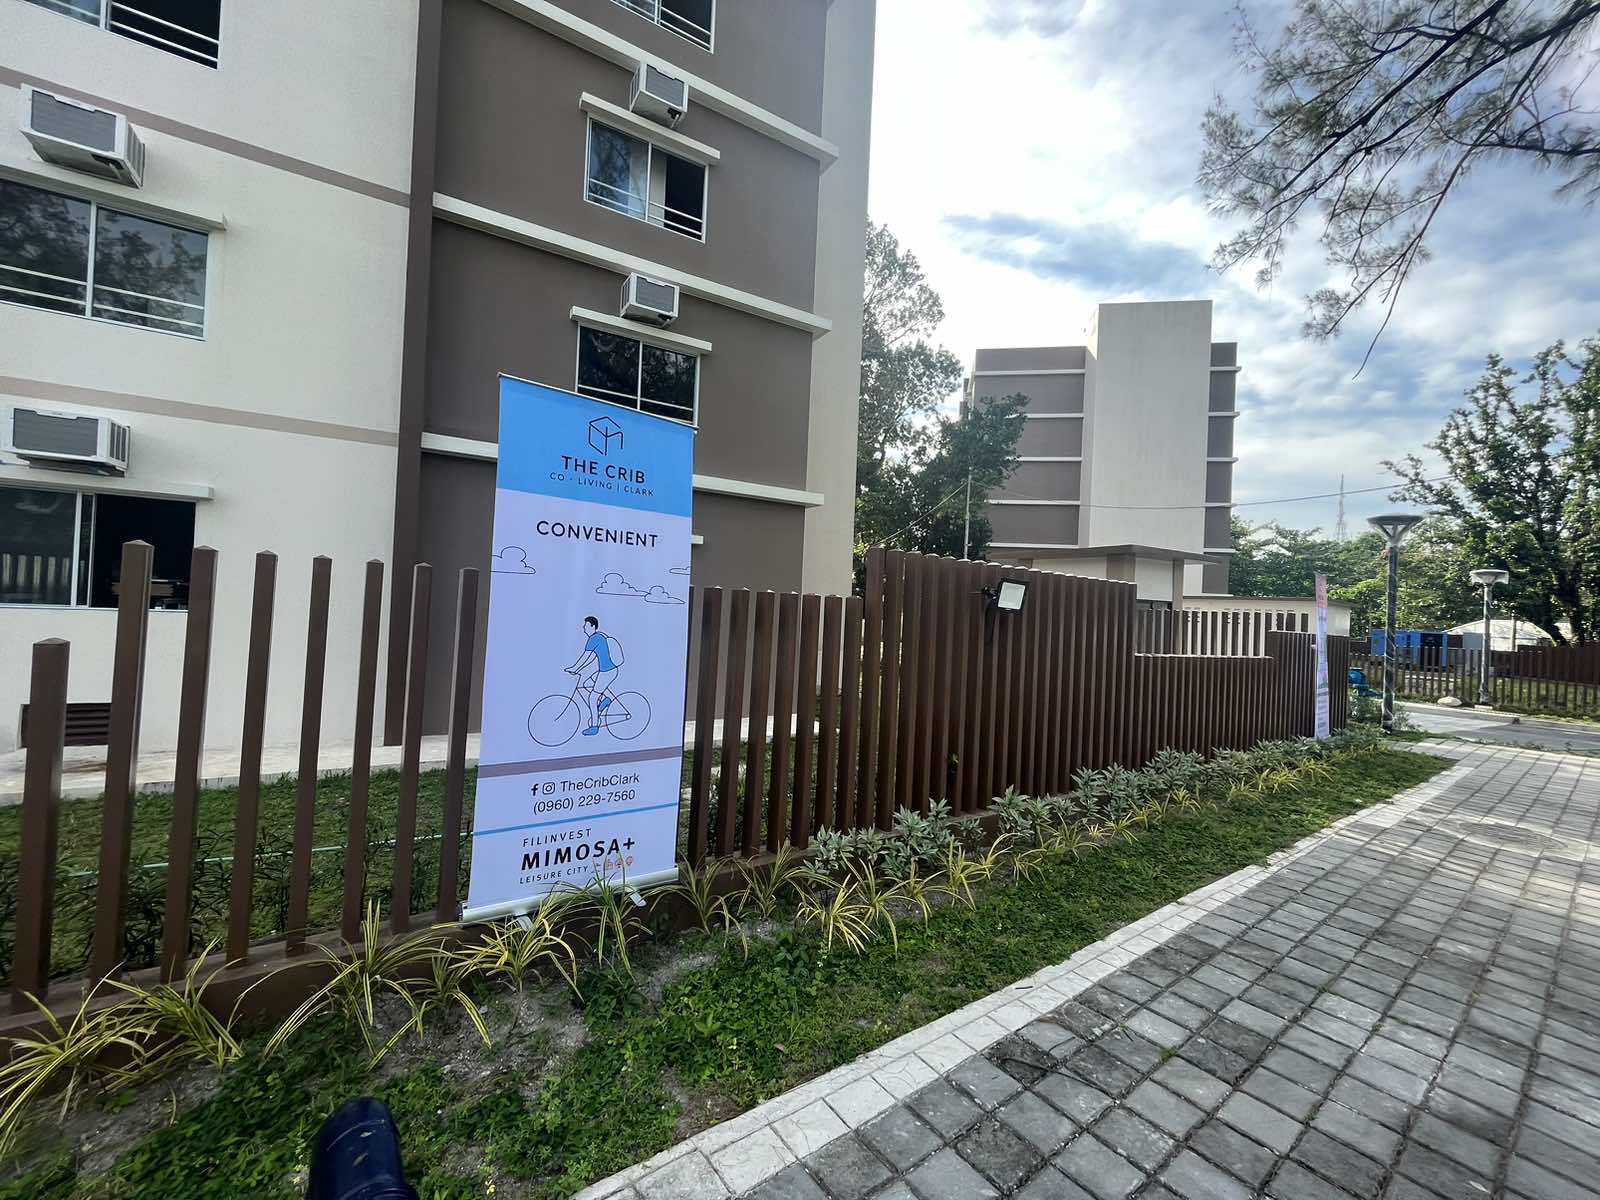 THE CRIB
CO - LIVING | CLARK
CONVENIENT
TheCribClark
(0960) 229-7560
FILINVEST
MIMOSA+
LEISURE CITY